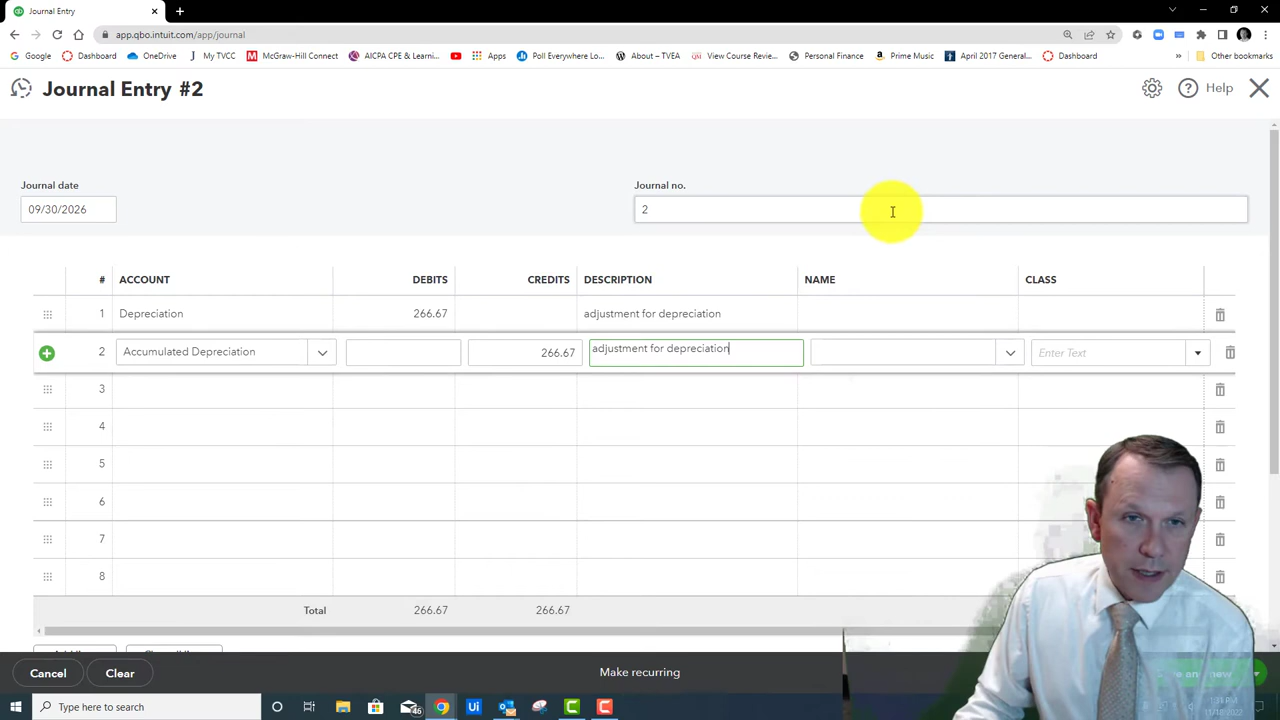 Journal Entry
app.qbo.intuit.com/app/journal
Google Dashboard OneDrive My TVCC McGraw-Hill Connect AICPA CPE & Learni... Apps Poll Everywhere Lo... About – TVEA View Course Review... Personal Finance Prime Music April 2017 General... Dashboard Other bookmarks
Journal Entry #2
Help
Journal date
Journal no.
09/30/2026
2
# ACCOUNT DEBITS CREDITS DESCRIPTION NAME CLASS
1 Depreciation 266.67 adjustment for depreciation
2 Accumulated Depreciation 266.67 adjustment for depreciation Enter Text
3
4
5
6
7
8
Total 266.67 266.67
Cancel Clear Make recurring
Type here to search
46
Ui